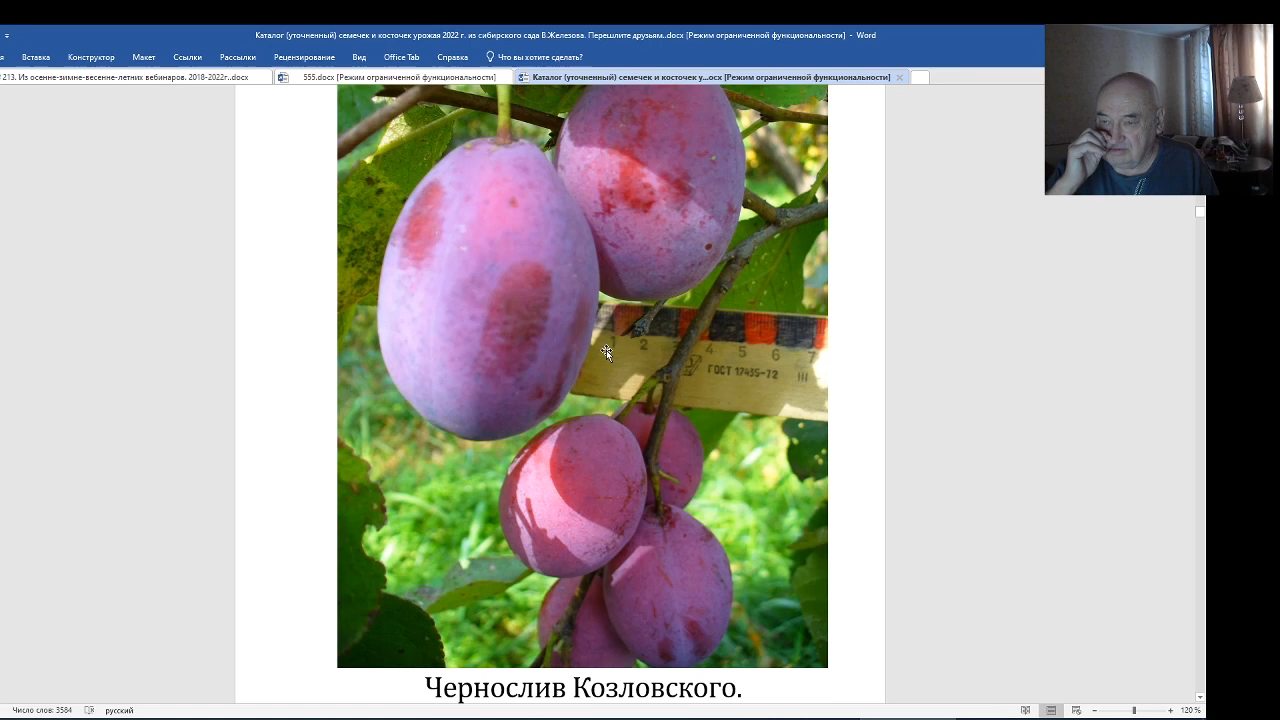 Каталог (уточненный) семечек и косточек урожая 2022 г. из сибирского сада В.Железова. Перешлите друзьям..docx [Режим ограниченной функциональности] - Word
Вставка Конструктор Макет Ссылки Рассылки Рецензирование Вид Office Tab Справка Что вы хотите сделать?
213. Из осенне-зимне-весенне-летних вебинаров. 2018-2022г..docx 555.docx [Режим ограниченной функциональности] Каталог (уточненный) семечек и косточек у...осх [Режим ограниченной функциональности]
1 2 3 4 5 6 7
ГОСТ 17435-72 III
Чернослив Козловского.
Число слов: 3584 русский 120 %